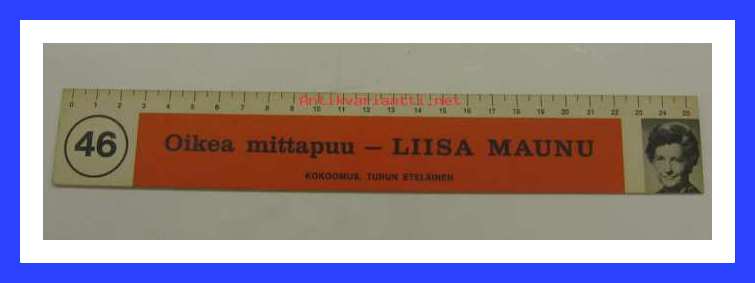 Antikvariaatti.net
0 1 2 3 4 5 6 7 8 9 10 11 12 13 14 15 16 17 18 19 20 21 22 23 24 25
46
Oikea mittapuu – LIISA MAUNU
KOKOOMUS, TURUN ETELÄINEN